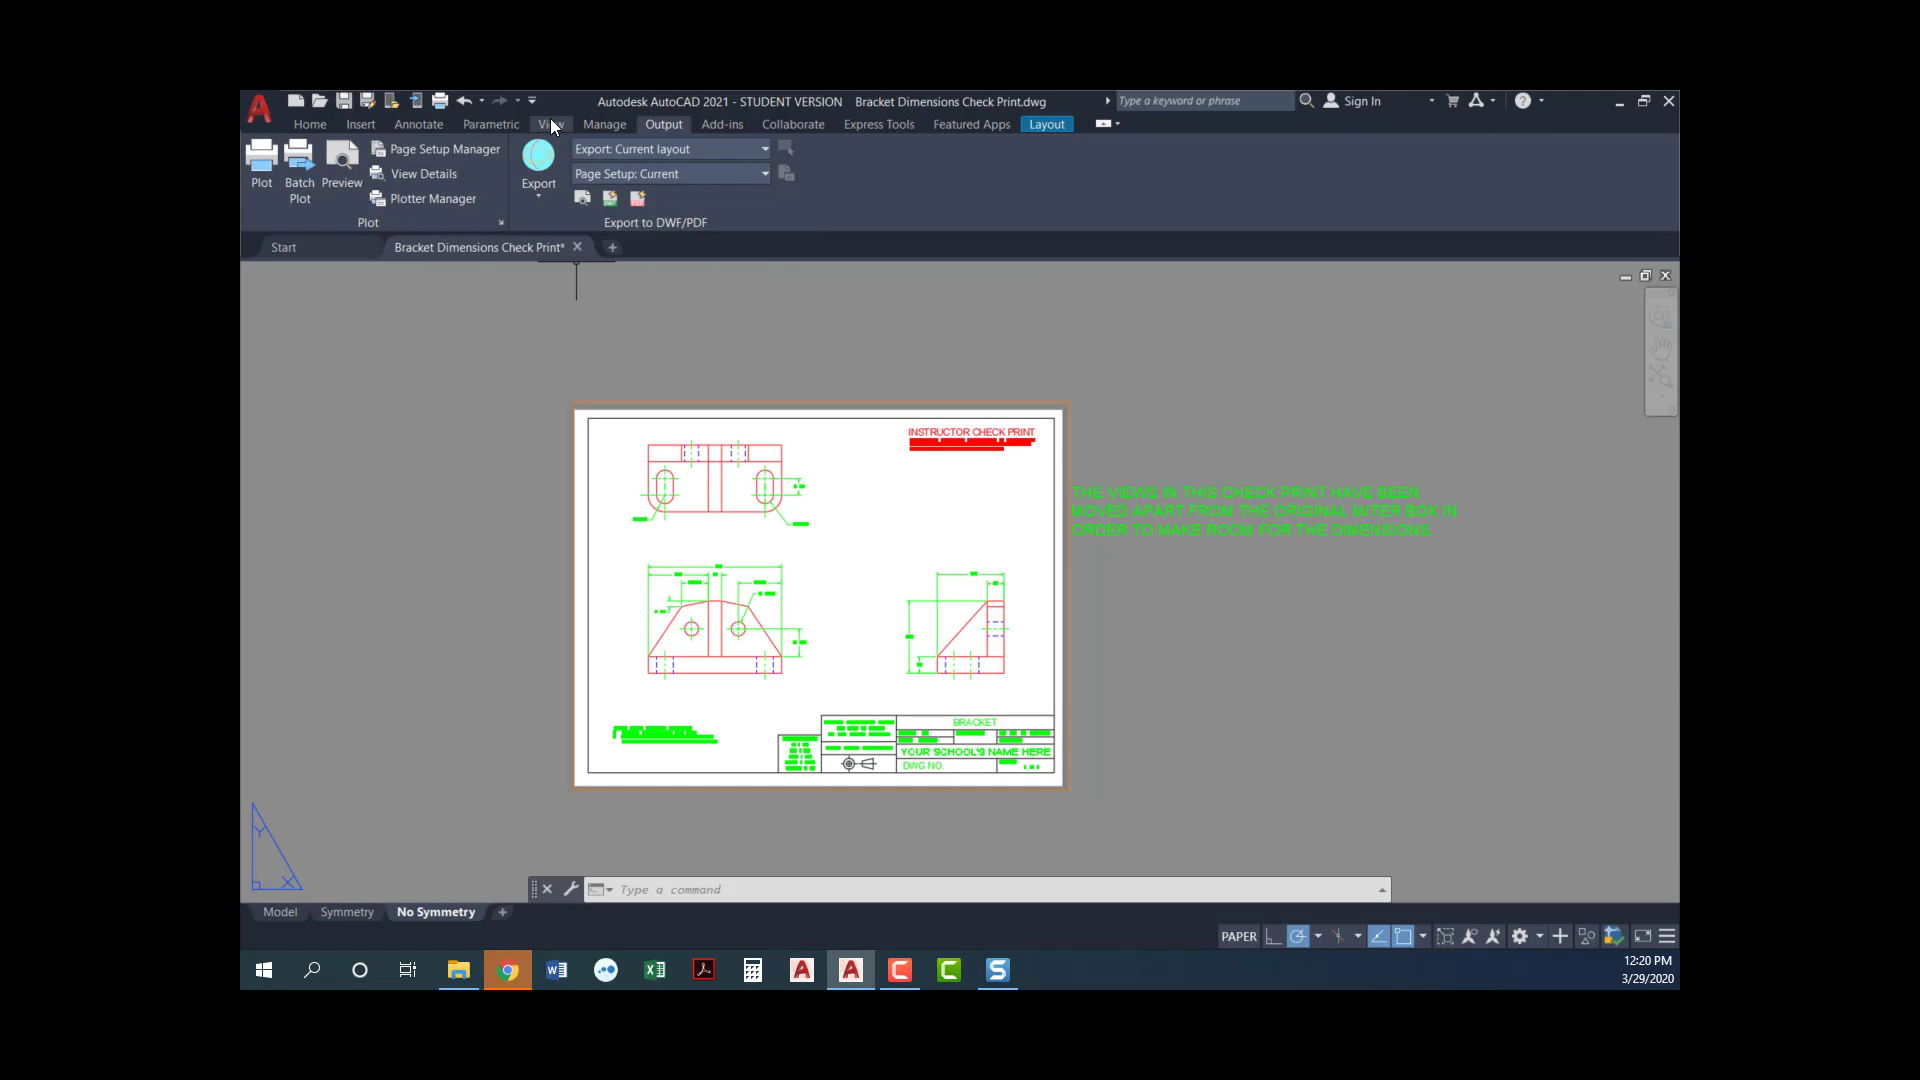 Autodesk AutoCAD 2021 - STUDENT VERSION Bracket Dimensions Check Print.dwg
Type a keyword or phrase
Sign In
Home Insert Annotate Parametric View Manage Output Add-ins Collaborate Express Tools Featured Apps Layout
Plot
Batch
Plot
Preview
Page Setup Manager
View Details
Plotter Manager
Plot
Export
Export: Current layout
Page Setup: Current
Export to DWF/PDF
Start
Bracket Dimensions Check Print*
INSTRUCTOR CHECK PRINT
THE VIEWS IN THIS CHECK PRINT HAVE BEEN
MOVED APART FROM THE ORIGINAL MITER BOX IN
ORDER TO MAKE ROOM FOR THE DIMENSIONS.
BRACKET
YOUR SCHOOL'S NAME HERE
DWG NO.
Y
X
Type a command
Model Symmetry No Symmetry
PAPER
12:20 PM
3/29/2020